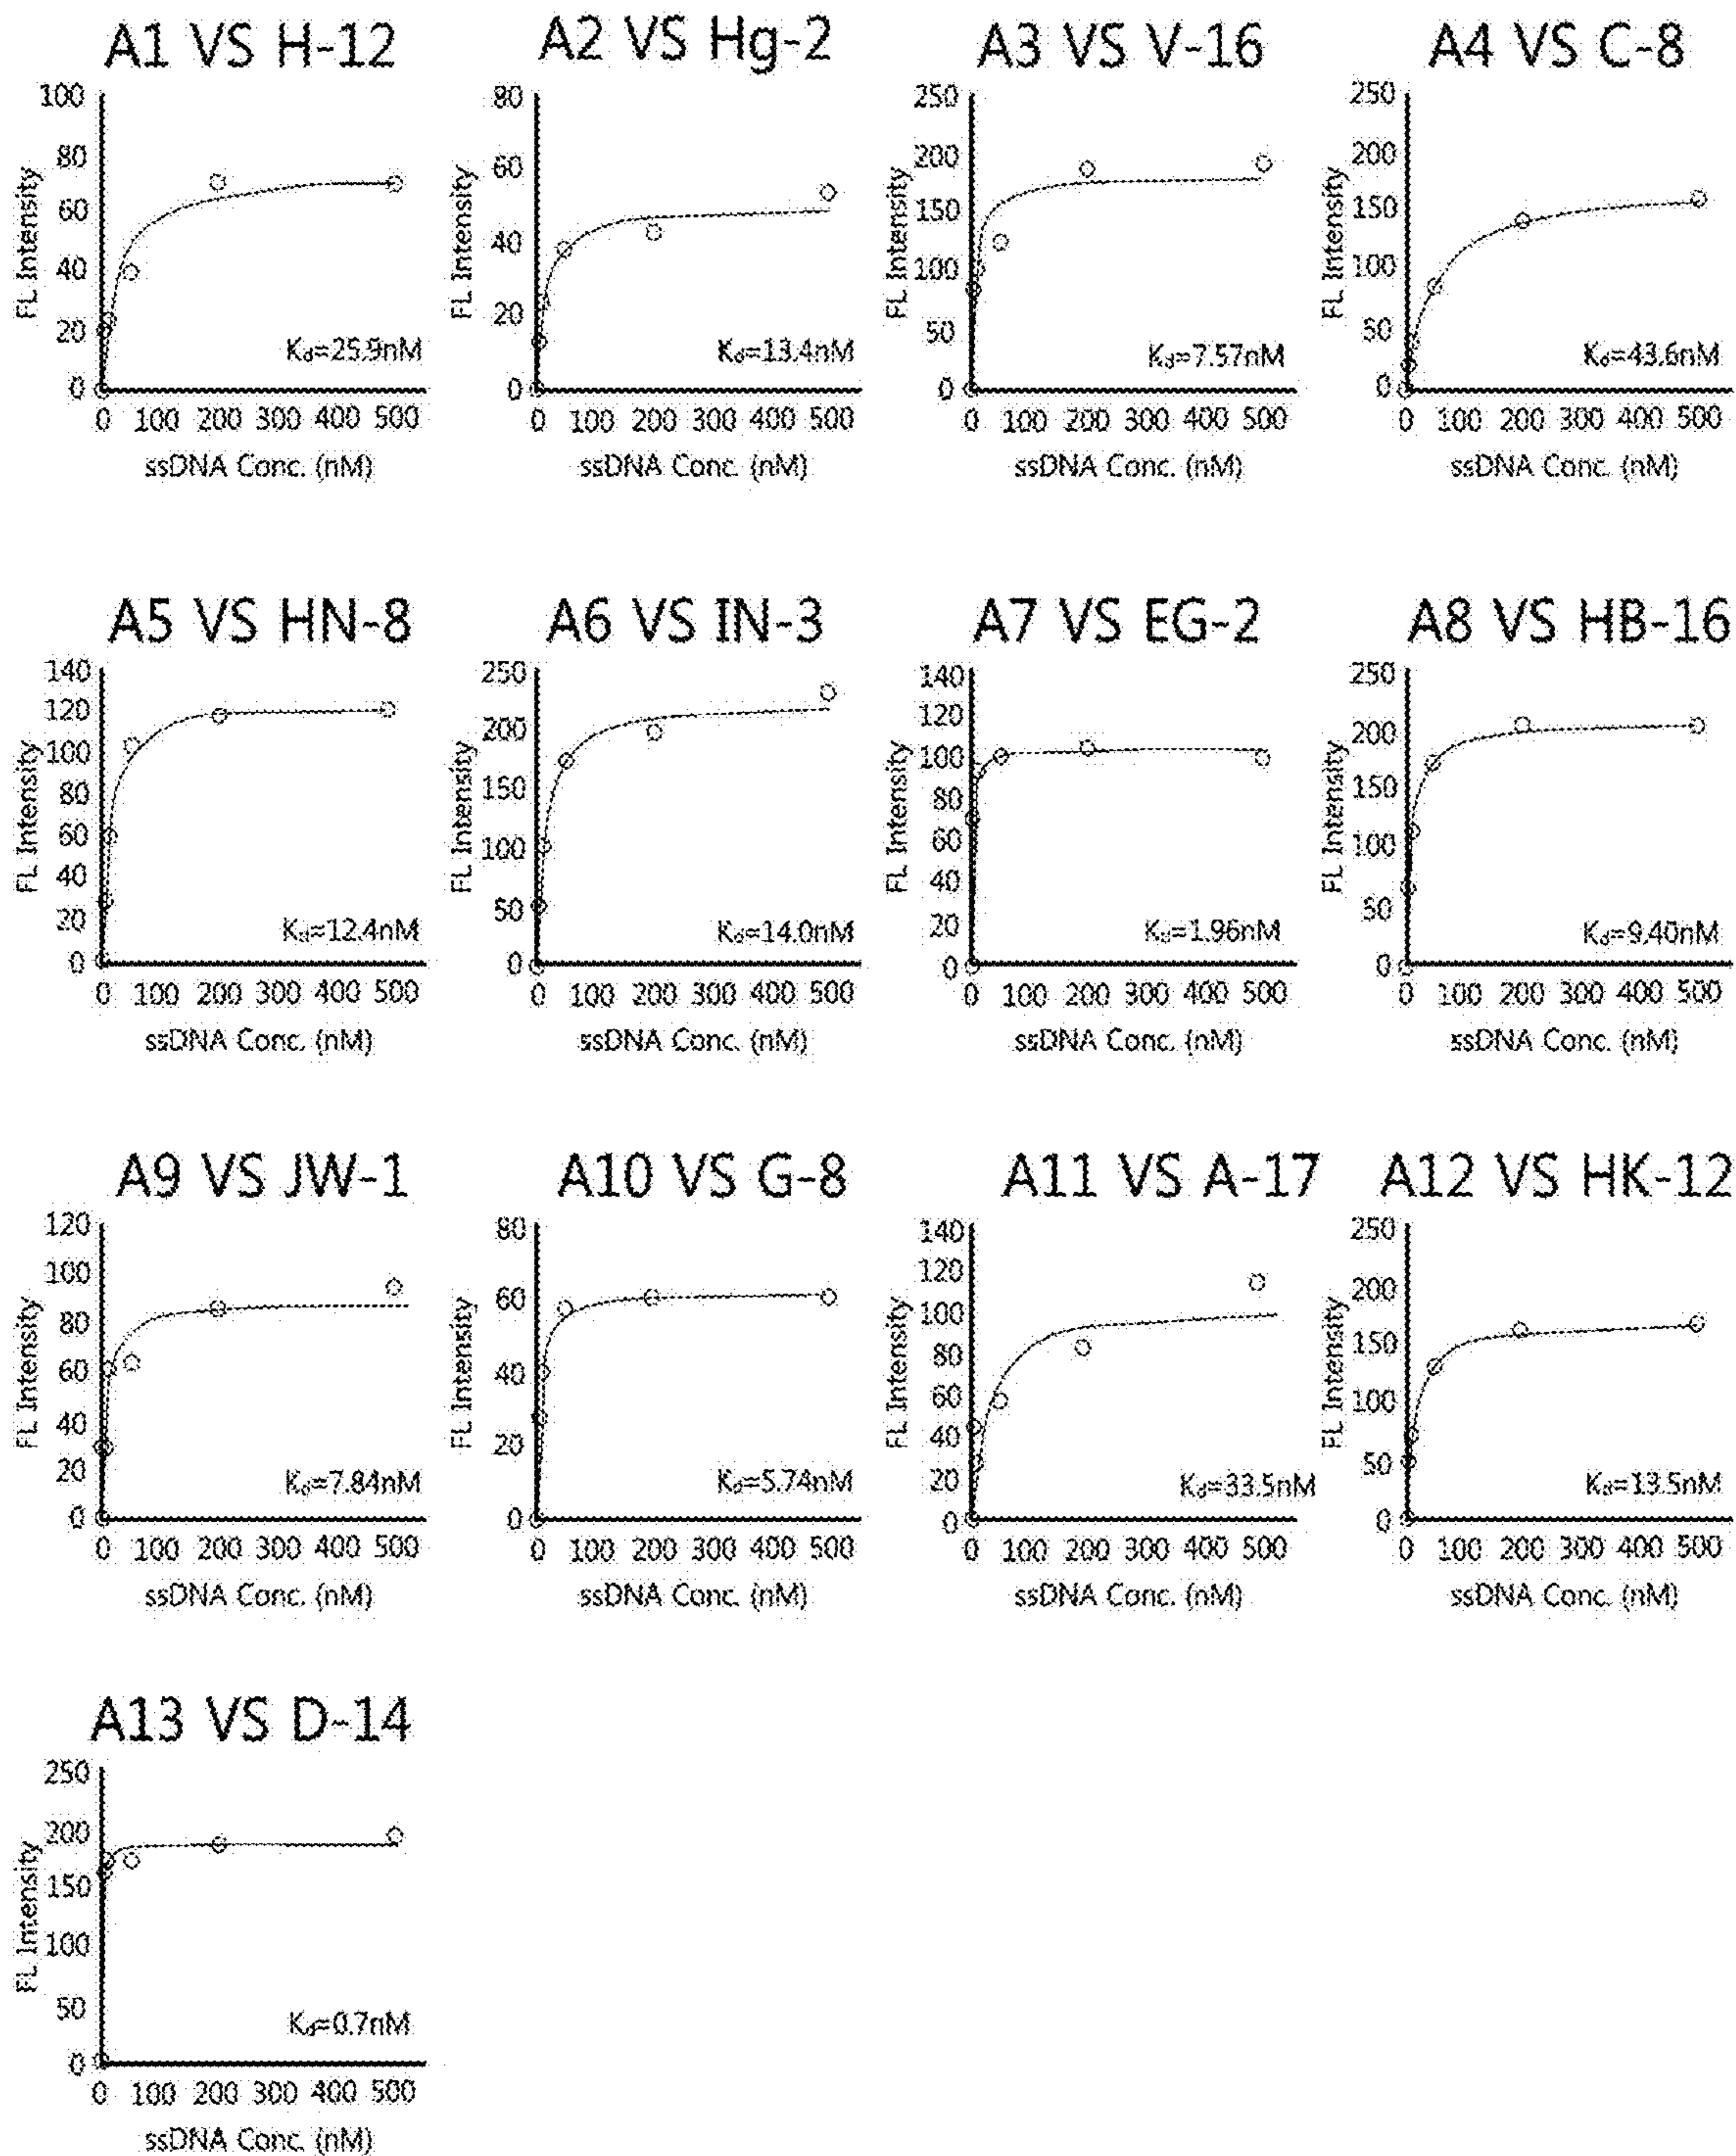 A1 VS H-12
100
80
60
40
20
0
FL Intensity
Kd=25.9nM
0 100 200 300 400 500
ssDNA Conc. (nM)
A2 VS Hg-2
80
60
40
20
0
FL Intensity
Kd=13.4nM
0 100 200 300 400 500
ssDNA Conc. (nM)
A3 VS V-16
250
200
150
100
50
0
FL Intensity
Kd=7.57nM
0 100 200 300 400 500
ssDNA Conc. (nM)
A4 VS C-8
250
200
150
100
50
0
FL Intensity
Kd=43.6nM
0 100 200 300 400 500
ssDNA Conc. (nM)
A5 VS HN-8
140
120
100
80
60
40
20
0
FL Intensity
Kd=12.4nM
0 100 200 300 400 500
ssDNA Conc. (nM)
A6 VS IN-3
250
200
150
100
50
0
FL Intensity
Kd=14.0nM
0 100 200 300 400 500
ssDNA Conc. (nM)
A7 VS EG-2
140
120
100
80
60
40
20
0
FL Intensity
Kd=1.96nM
0 100 200 300 400 500
ssDNA Conc. (nM)
A8 VS HB-16
250
200
150
100
50
0
FL Intensity
Kd=9.40nM
0 100 200 300 400 500
ssDNA Conc. (nM)
A9 VS JW-1
120
100
80
60
40
20
0
FL Intensity
Kd=7.84nM
0 100 200 300 400 500
ssDNA Conc. (nM)
A10 VS G-8
80
60
40
20
0
FL Intensity
Kd=5.74nM
0 100 200 300 400 500
ssDNA Conc. (nM)
A11 VS A-17
140
120
100
80
60
40
20
0
FL Intensity
Kd=33.5nM
0 100 200 300 400 500
ssDNA Conc. (nM)
A12 VS HK-12
250
200
150
100
50
0
FL Intensity
Kd=13.5nM
0 100 200 300 400 500
ssDNA Conc. (nM)
A13 VS D-14
250
200
150
100
50
0
FL Intensity
Kd=0.7nM
0 100 200 300 400 500
ssDNA Conc. (nM)